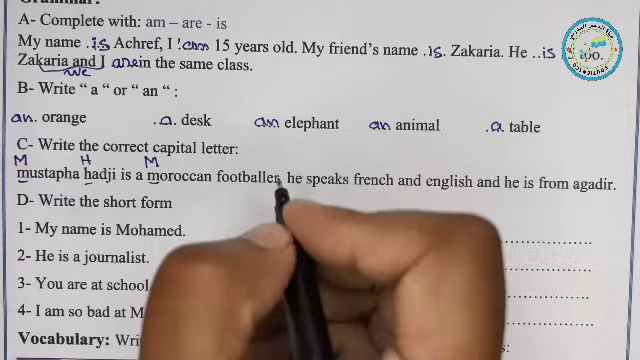 Grammar:
A- Complete with: am – are - is
My name .is Achref, I am 15 years old. My friend's name .is. Zakaria. He ..is
Zakaria and I are in the same class. too.
we
B- Write " a " or " an " :
an. orange .a. desk an elephant an animal .a table
C- Write the correct capital letter:
M H M
mustapha hadji is a moroccan footballer, he speaks french and english and he is from agadir.
D- Write the short form
1- My name is Mohamed.
2- He is a journalist.
3- You are at school
4- I am so bad at M
Vocabulary: Wri